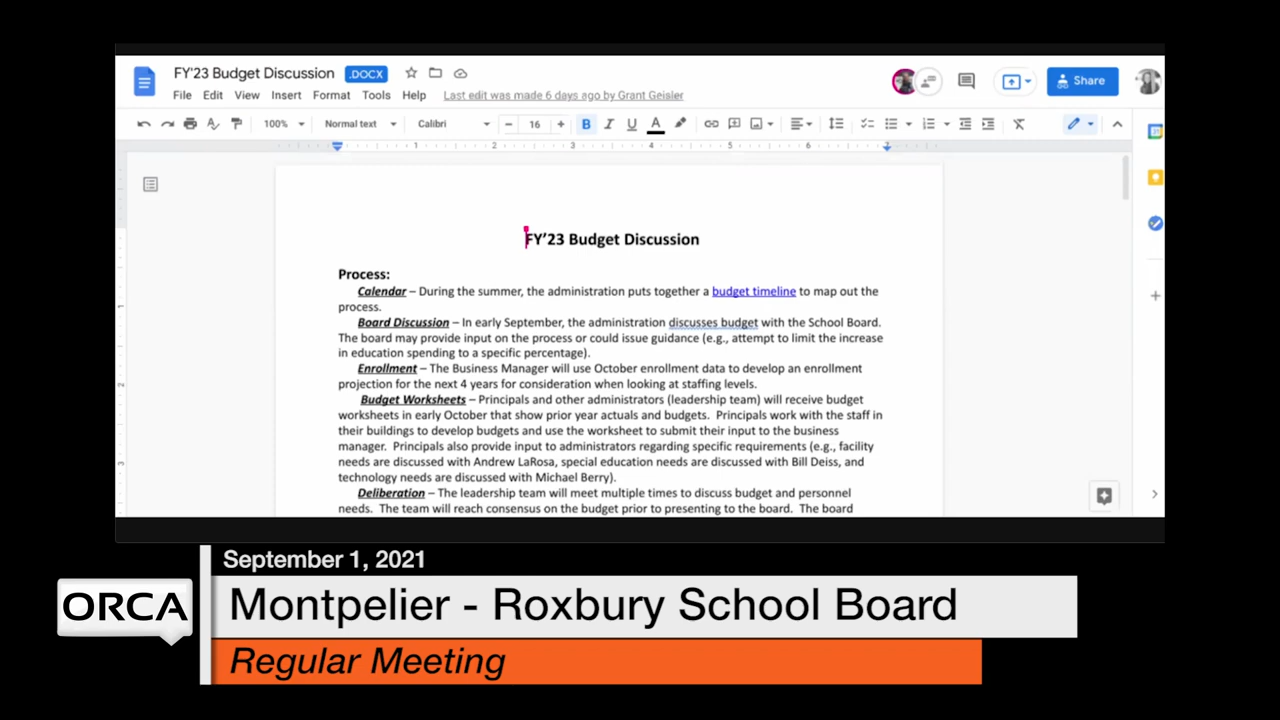 FY'23 Budget Discussion .DOCX
File Edit View Insert Format Tools Help Last edit was made 6 days ago by Grant Geisler
Share
100% Normal text Calibri − 16 + B I U A
1 2 3 4 5 6 7
FY'23 Budget Discussion
Process:
Calendar – During the summer, the administration puts together a budget timeline to map out the
process.
Board Discussion – In early September, the administration discusses budget with the School Board.
The board may provide input on the process or could issue guidance (e.g., attempt to limit the increase
in education spending to a specific percentage).
Enrollment – The Business Manager will use October enrollment data to develop an enrollment
projection for the next 4 years for consideration when looking at staffing levels.
Budget Worksheets – Principals and other administrators (leadership team) will receive budget
worksheets in early October that show prior year actuals and budgets. Principals work with the staff in
their buildings to develop budgets and use the worksheet to submit their input to the business
manager. Principals also provide input to administrators regarding specific requirements (e.g., facility
needs are discussed with Andrew LaRosa, special education needs are discussed with Bill Deiss, and
technology needs are discussed with Michael Berry).
Deliberation – The leadership team will meet multiple times to discuss budget and personnel
needs. The team will reach consensus on the budget prior to presenting to the board. The board
1
2
3
September 1, 2021
ORCA
Montpelier - Roxbury School Board
Regular Meeting